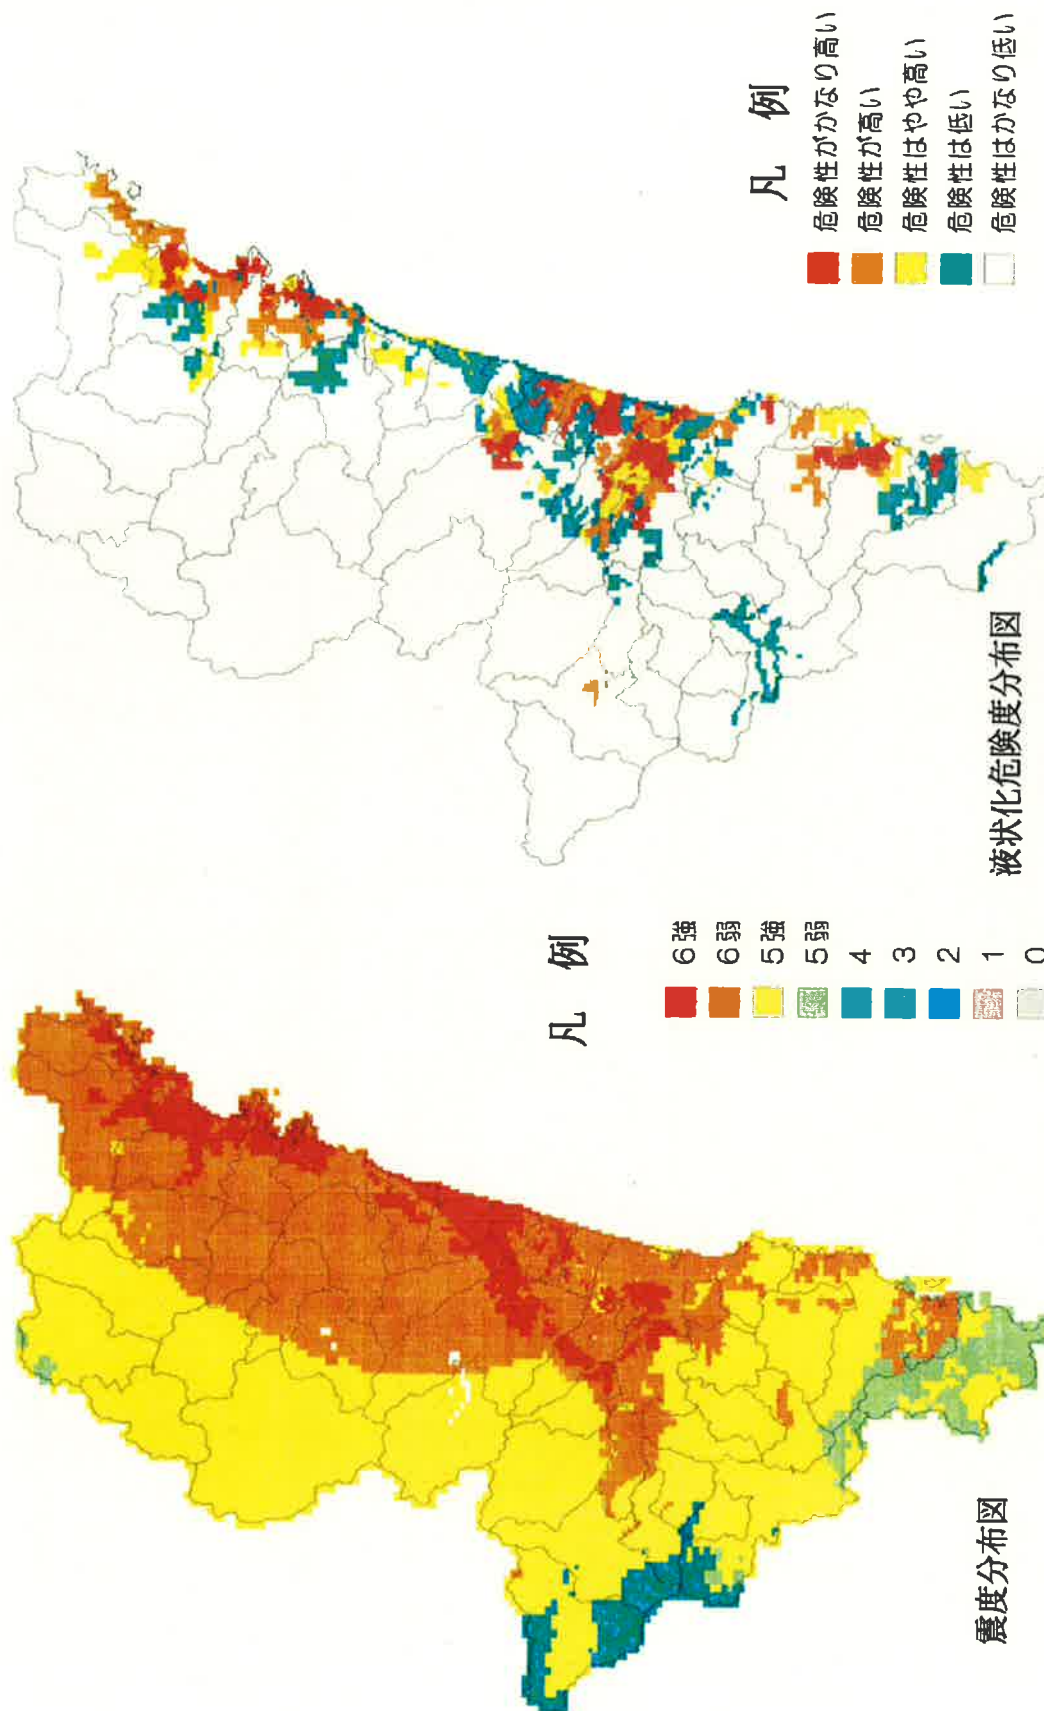 震度分布図
凡 例
6強
6弱
5強
5弱
4
3
2
1
0
液状化危険度分布図
凡 例
危険性がかなり高い
危険性が高い
危険性はやや高い
危険性は低い
危険性はかなり低い